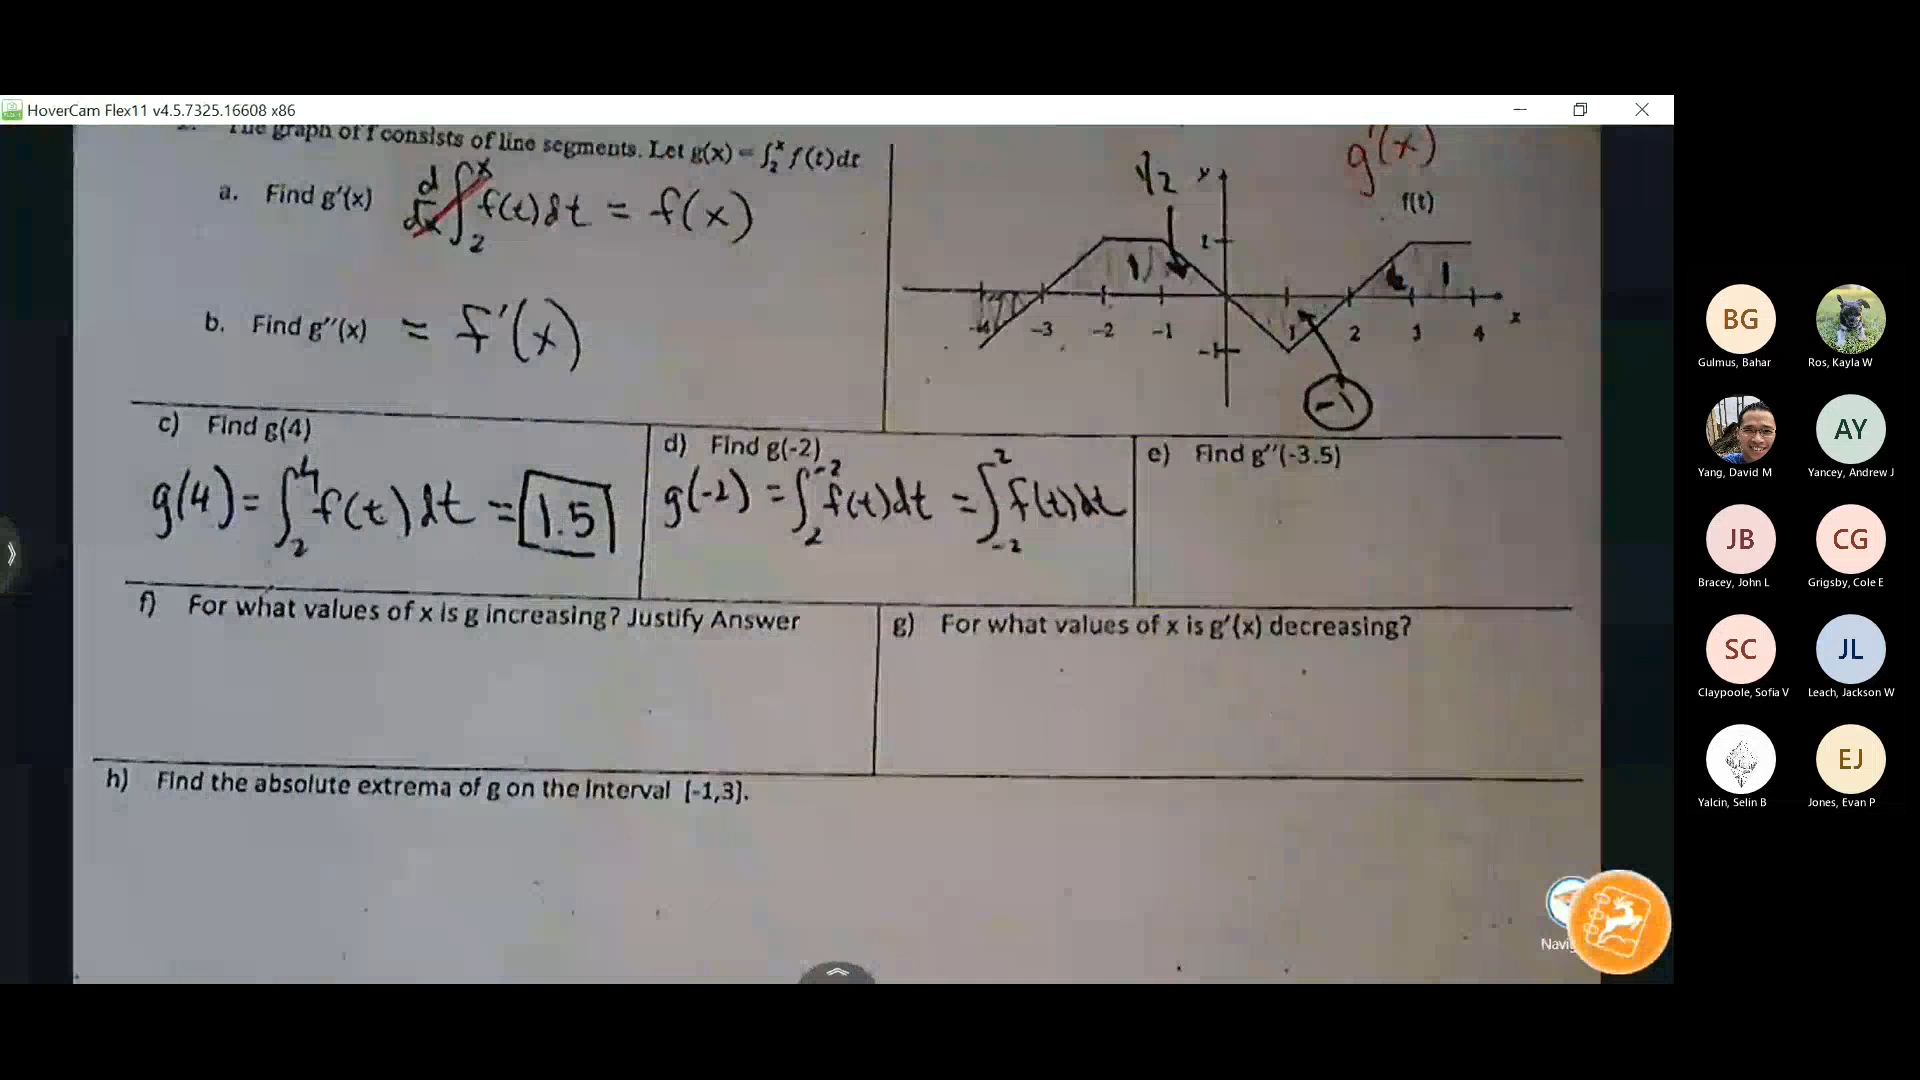 HoverCam Flex11 v4.5.7325.16608 x86
The graph of f consists of line segments. Let g(x) = ∫₂ˣ f(t)dt
a. Find g'(x) d/dx ∫₂ˣ f(t)dt = f(x)
b. Find g''(x) = f'(x)
g'(x)
f(t)
1/2 y
1
1 1
-4 -3 -2 -1 1 2 3 4 x
-1
-1
c) Find g(4)
g(4) = ∫₂⁴ f(t)dt = 1.5
d) Find g(-2)
g(-2) = ∫₂⁻² f(t)dt = ∫₋₂² f(t)dt
e) Find g''(-3.5)
f) For what values of x is g increasing? Justify Answer
g) For what values of x is g'(x) decreasing?
h) Find the absolute extrema of g on the interval [-1,3].
BG
Gulmus, Bahar
Ros, Kayla W
Yang, David M
AY
Yancey, Andrew J
JB
Bracey, John L
CG
Grigsby, Cole E
SC
Claypoole, Sofia V
JL
Leach, Jackson W
Yalcin, Selin B
EJ
Jones, Evan P